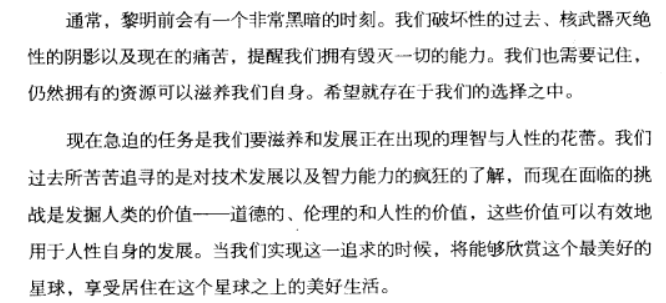 通常，黎明前会有一个非常黑暗的时刻。我们破坏性的过去、核武器灭绝
性的阴影以及现在的痛苦，提醒我们拥有毁灭一切的能力。我们也需要记住，
仍然拥有的资源可以滋养我们自身。希望就存在于我们的选择之中。
现在急迫的任务是我们要滋养和发展正在出现的理智与人性的花蕾。我们
过去所苦苦追寻的是对技术发展以及智力能力的疯狂的了解，而现在面临的挑
战是发掘人类的价值——道德的、伦理的和人性的价值，这些价值可以有效地
用于人性自身的发展。当我们实现这一追求的时候，将能够欣赏这个最美好的
星球，享受居住在这个星球之上的美好生活。